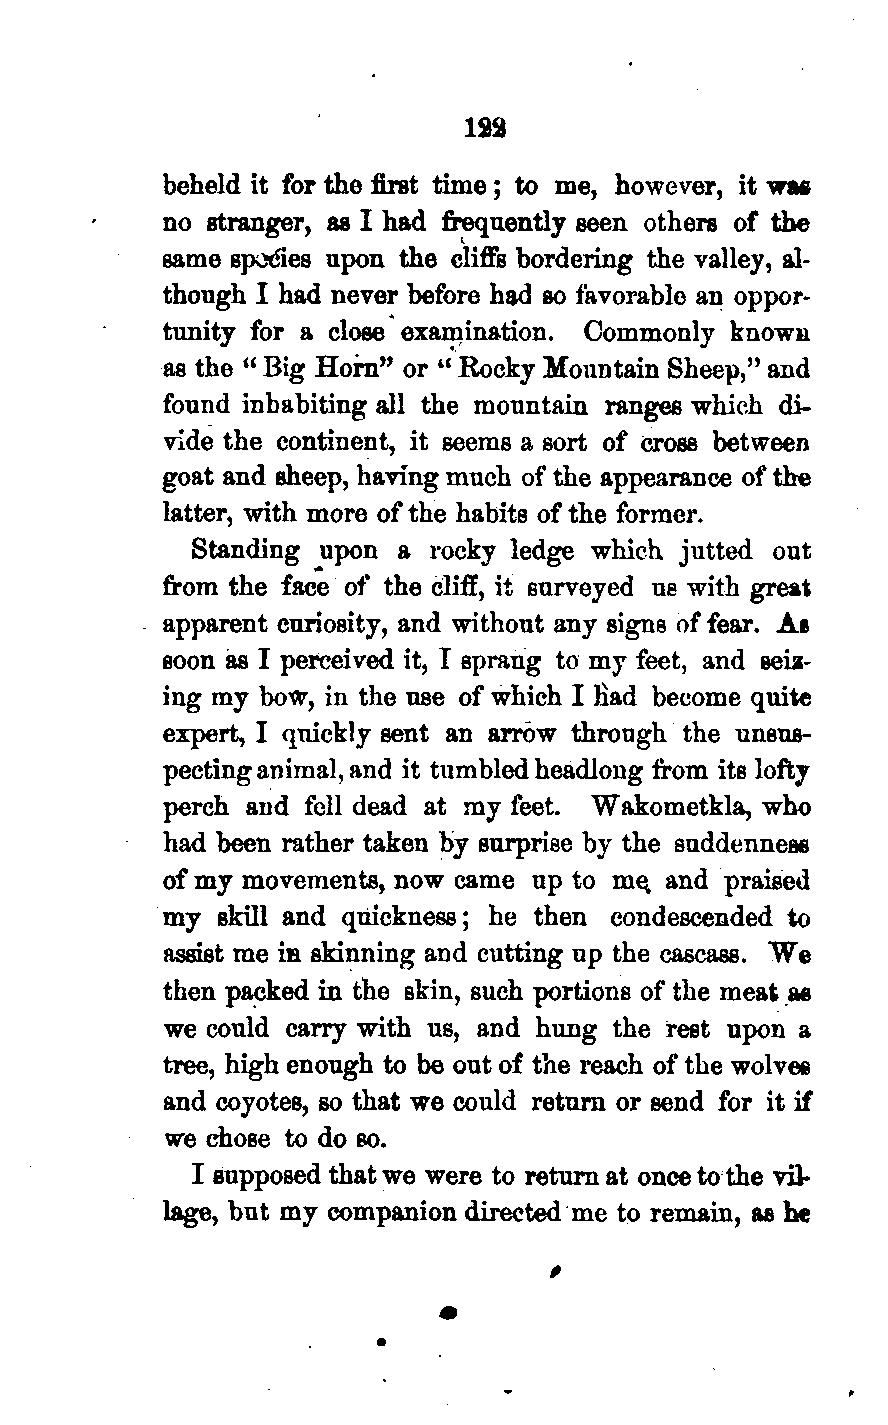 122
beheld it for the first time; to me, however, it was
no stranger, as I had frequently seen others of the
same species upon the cliffs bordering the valley, al-
though I had never before had so favorable an oppor-
tunity for a close examination. Commonly known
as the "Big Horn" or "Rocky Mountain Sheep," and
found inhabiting all the mountain ranges which di-
vide the continent, it seems a sort of cross between
goat and sheep, having much of the appearance of the
latter, with more of the habits of the former.
Standing upon a rocky ledge which jutted out
from the face of the cliff, it surveyed us with great
apparent curiosity, and without any signs of fear. As
soon as I perceived it, I sprang to my feet, and seiz-
ing my bow, in the use of which I had become quite
expert, I quickly sent an arrow through the unsus-
pecting animal, and it tumbled headlong from its lofty
perch and fell dead at my feet. Wakometkla, who
had been rather taken by surprise by the suddenness
of my movements, now came up to me, and praised
my skill and quickness; he then condescended to
assist me in skinning and cutting up the cascass. We
then packed in the skin, such portions of the meat as
we could carry with us, and hung the rest upon a
tree, high enough to be out of the reach of the wolves
and coyotes, so that we could return or send for it if
we chose to do so.
I supposed that we were to return at once to the vil-
lage, but my companion directed me to remain, as he